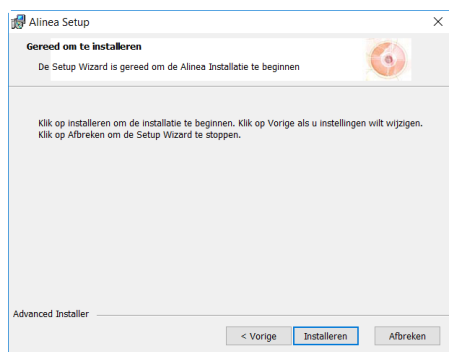 Alinea Setup
Gereed om te installeren
De Setup Wizard is gereed om de Alinea Installatie te beginnen
Klik op installeren om de installatie te beginnen. Klik op Vorige als u instellingen wilt wijzigen.
Klik op Afbreken om de Setup Wizard te stoppen.
Advanced Installer
< Vorige Installeren Afbreken